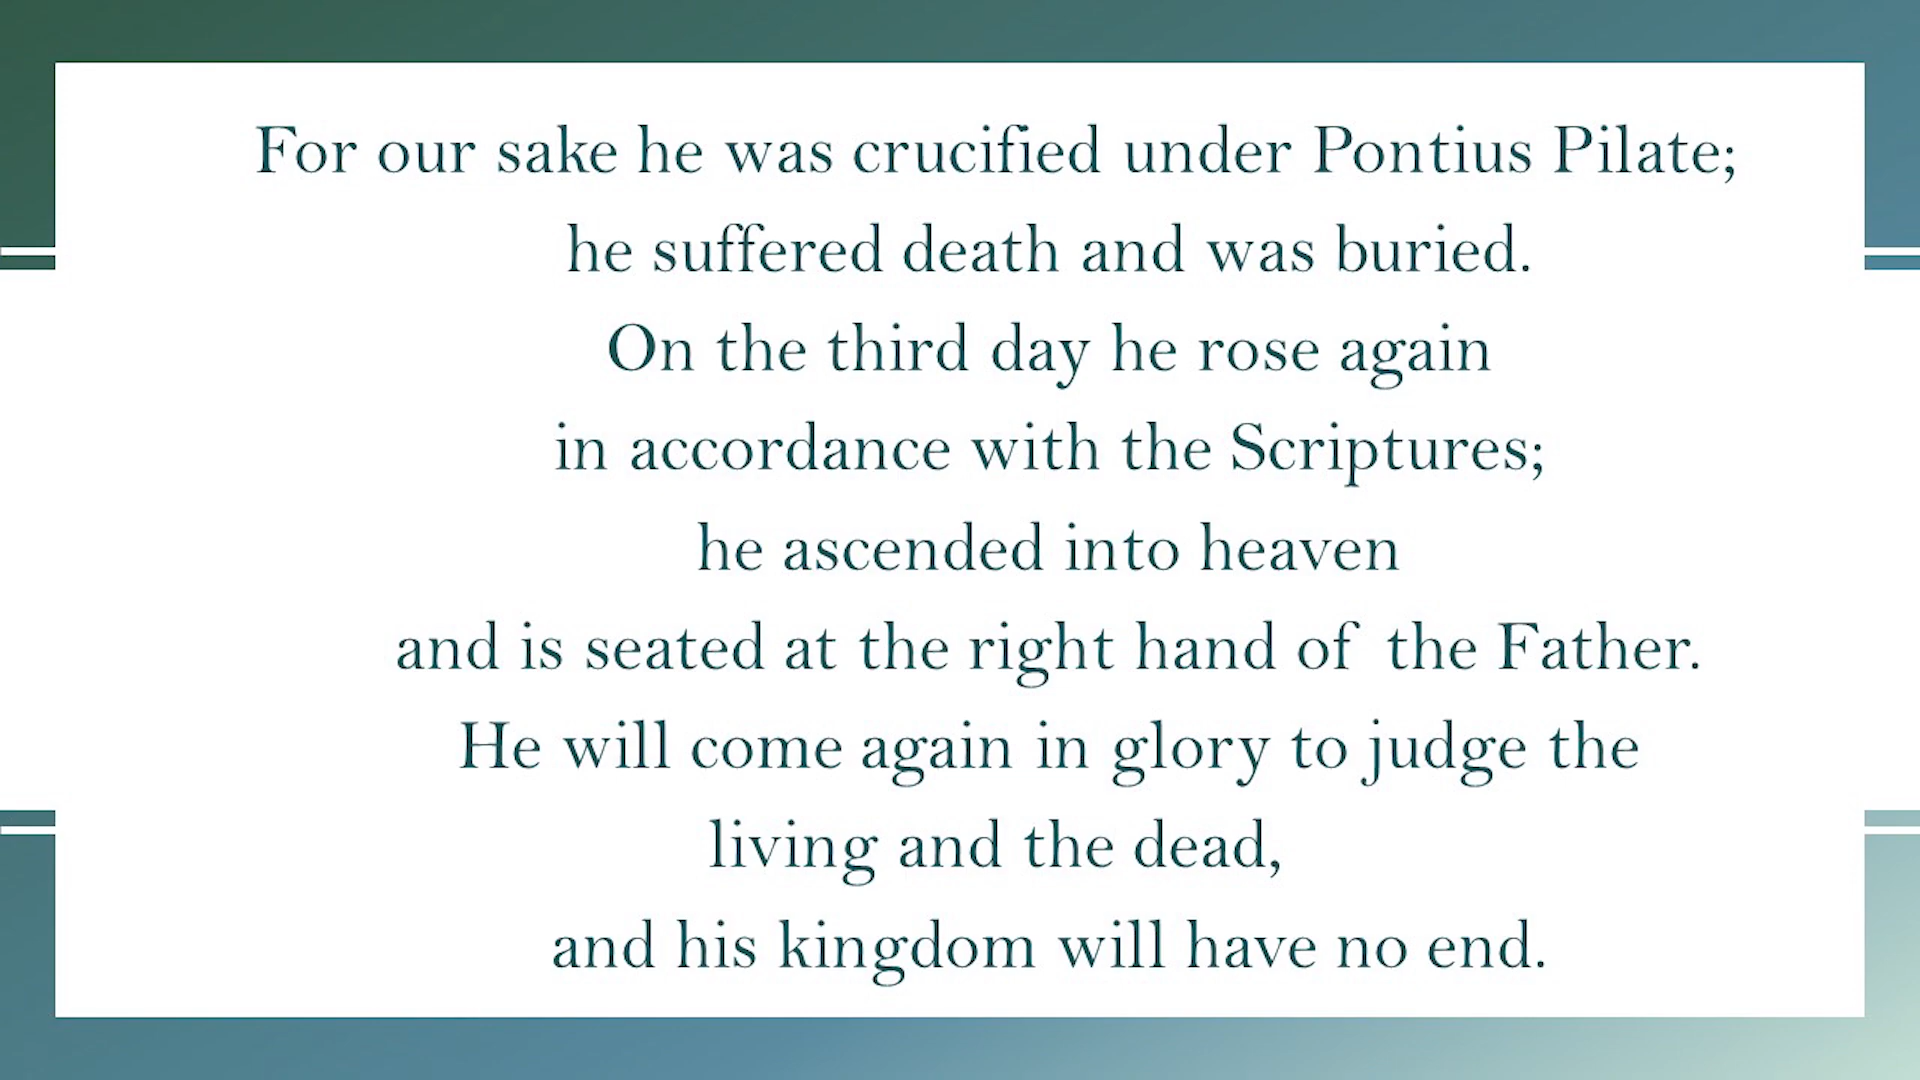 For our sake he was crucified under Pontius Pilate;
he suffered death and was buried.
On the third day he rose again
in accordance with the Scriptures;
he ascended into heaven
and is seated at the right hand of the Father.
He will come again in glory to judge the
living and the dead,
and his kingdom will have no end.